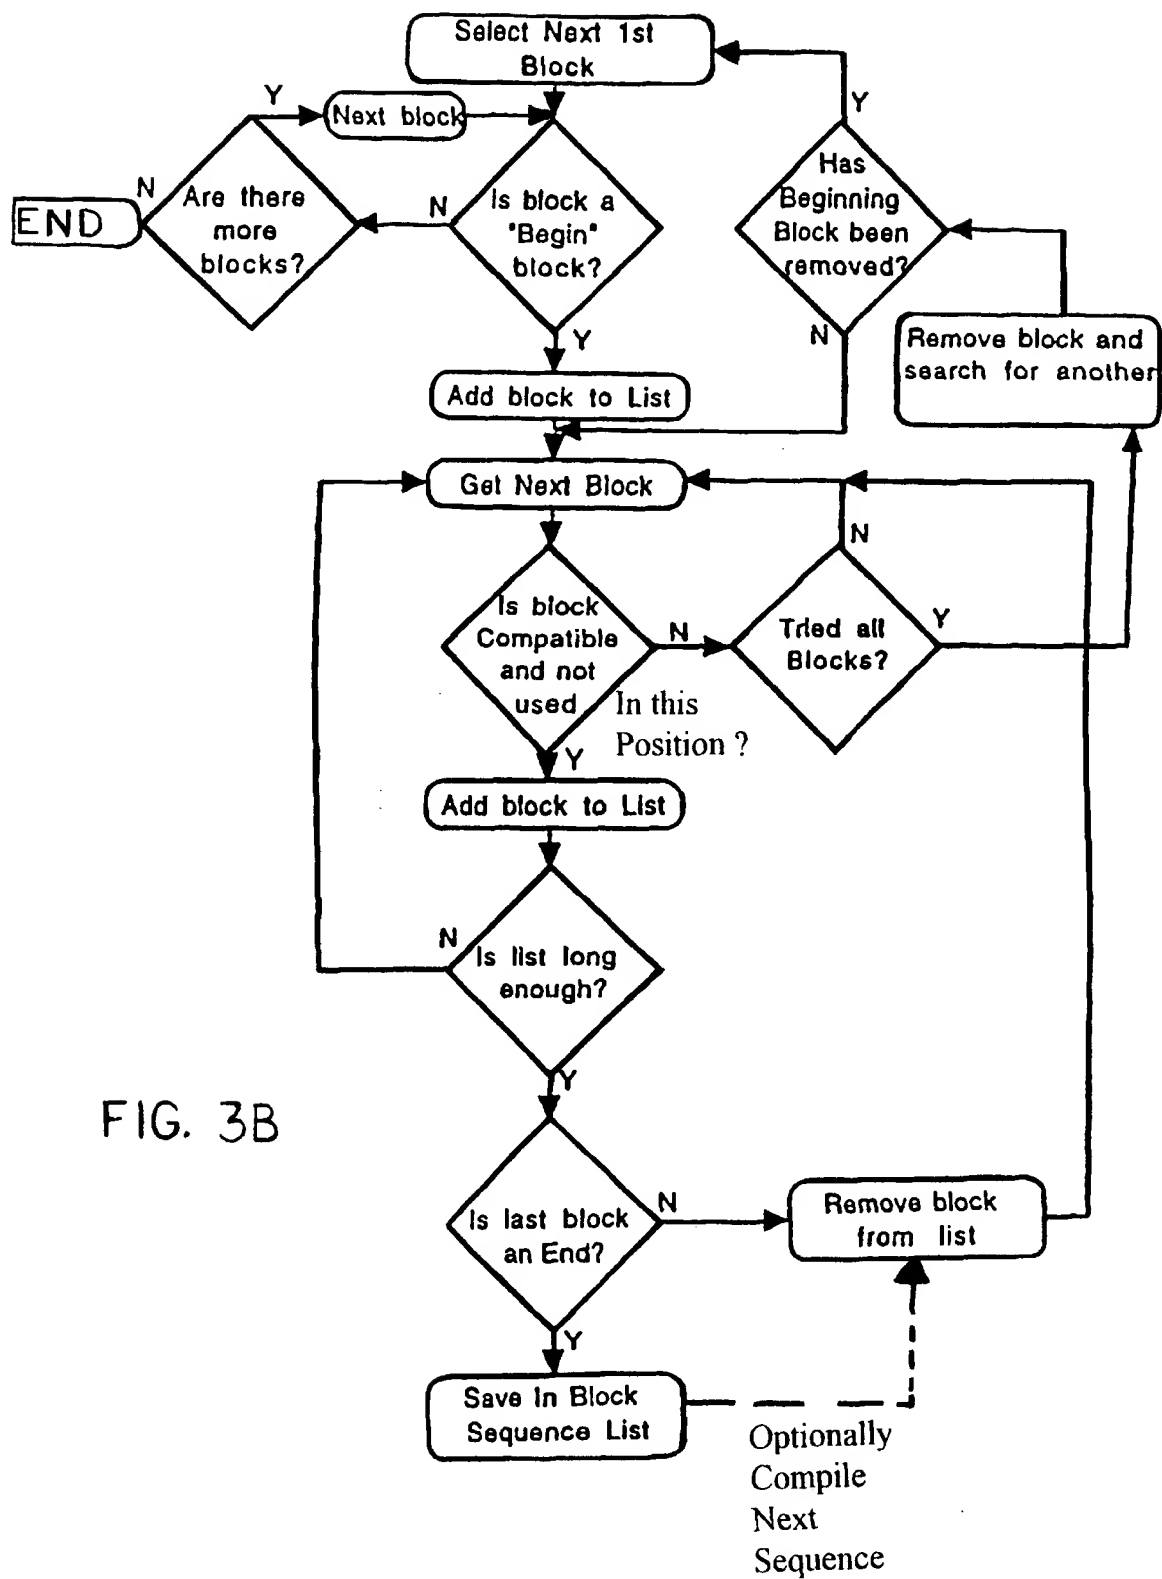 Select Next 1st
Block
Y
Next block
Y
N
Are there
more
blocks?
END
N
Is block a
"Begin"
block?
Has
Beginning
Block been
removed?
Y
N
Remove block and
search for another
Add block to List
Get Next Block
N
Is block
Compatible
and not
used
In this
Position ?
N
Tried all
Blocks?
Y
Y
Add block to List
N
Is list long
enough?
Y
FIG. 3B
Is last block
an End?
N
Remove block
from list
Y
Save In Block
Sequence List
Optionally
Compile
Next
Sequence